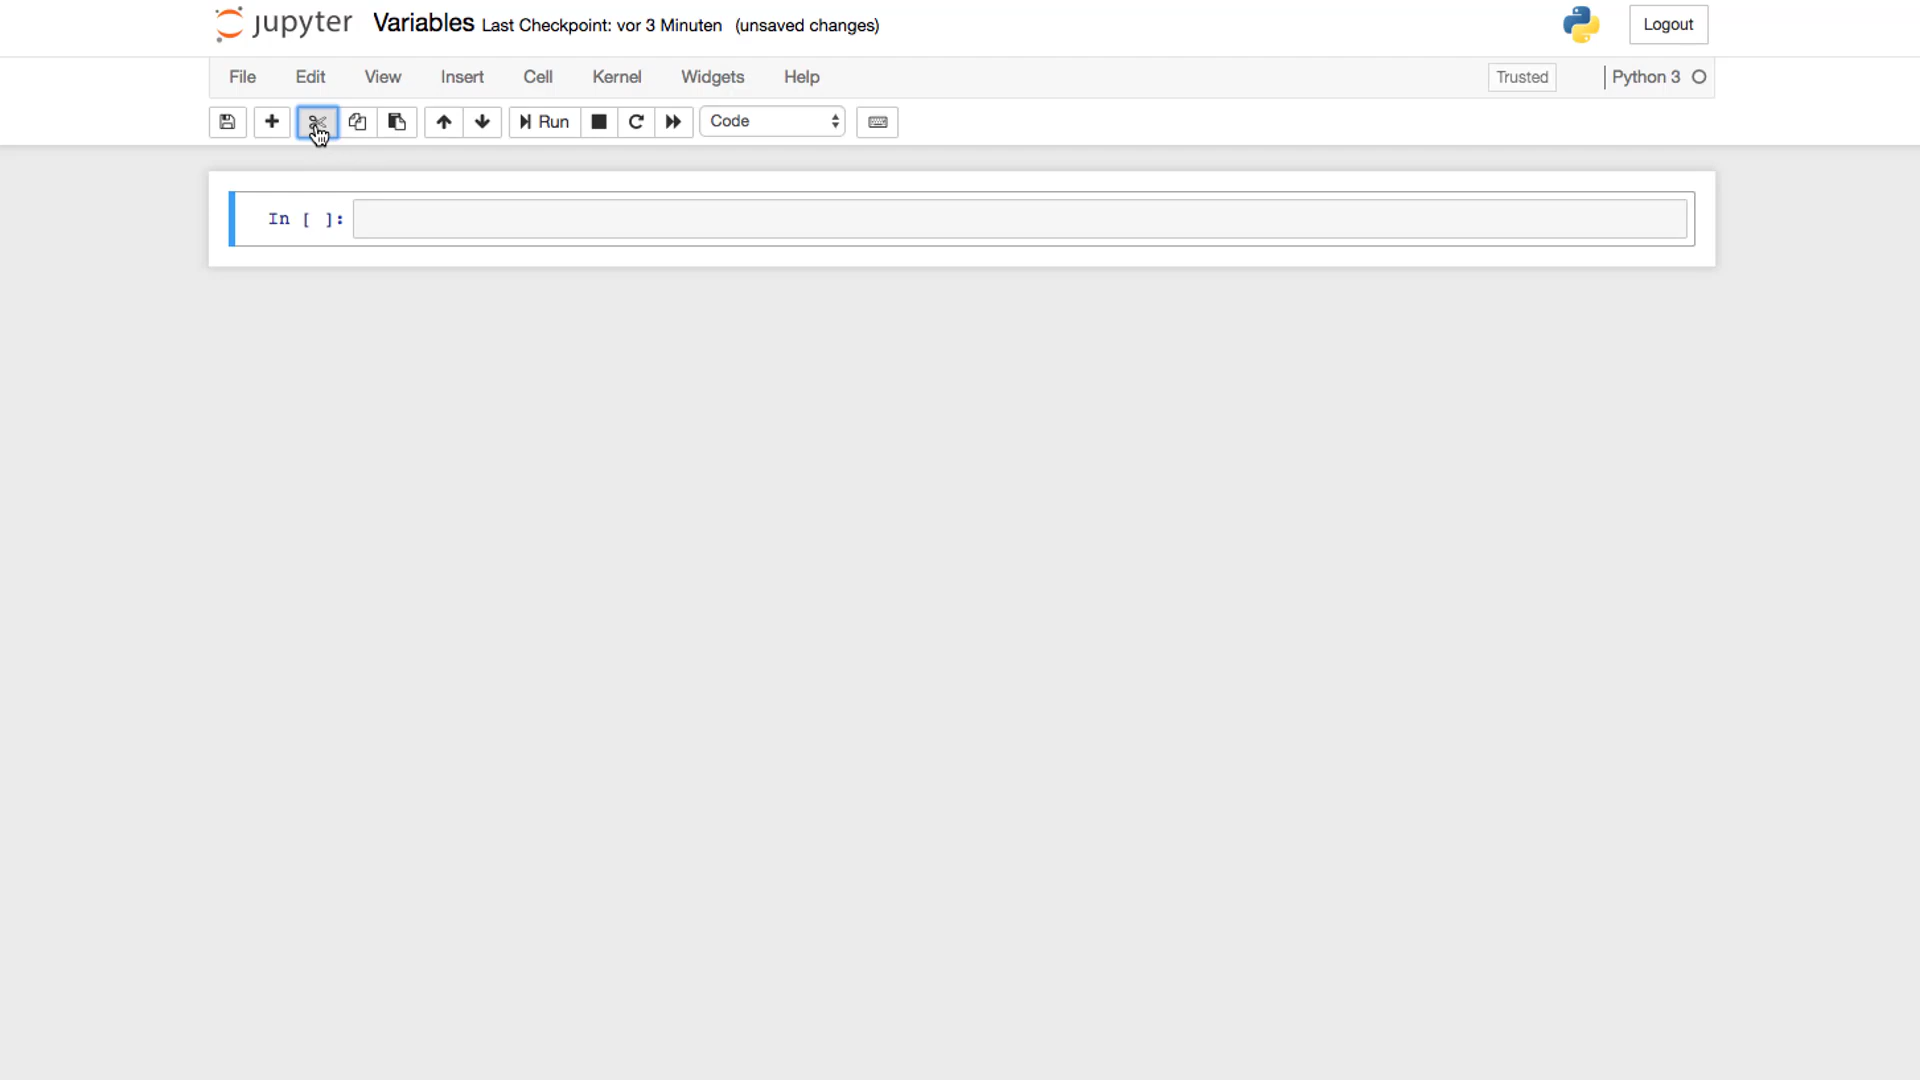 jupyter Variables Last Checkpoint: vor 3 Minuten (unsaved changes) Logout
File Edit View Insert Cell Kernel Widgets Help Trusted Python 3
Run Code
In [ ]: